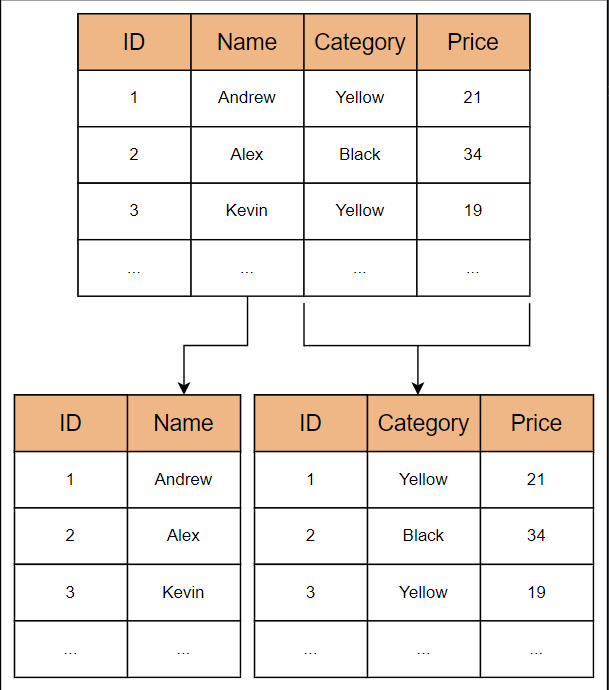 ID Name Category Price
1 Andrew Yellow 21
2 Alex Black 34
3 Kevin Yellow 19
... ... ... ...
ID Name
1 Andrew
2 Alex
3 Kevin
... ...
ID Category Price
1 Yellow 21
2 Black 34
3 Yellow 19
... ... ...